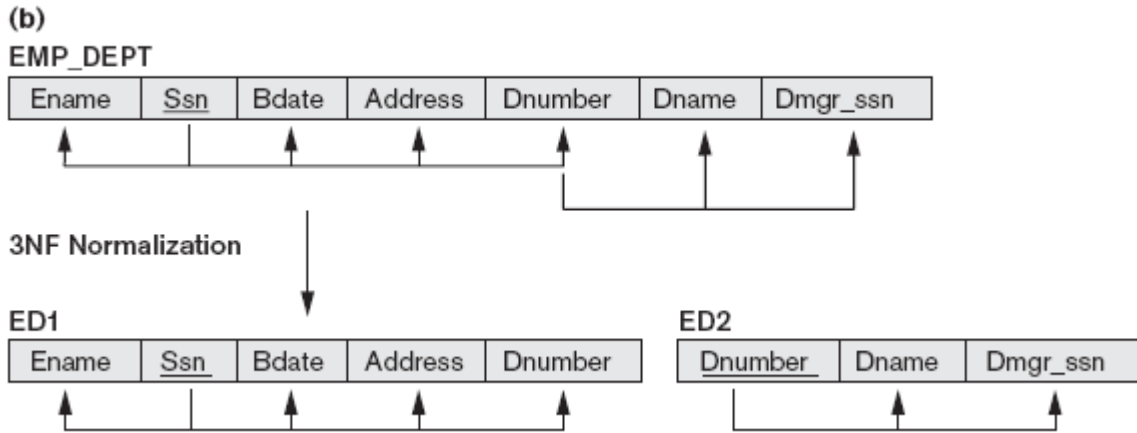 (b)
EMP_DEPT
Ename Ssn Bdate Address Dnumber Dname Dmgr_ssn
3NF Normalization
ED1 ED2
Ename Ssn Bdate Address Dnumber Dnumber Dname Dmgr_ssn